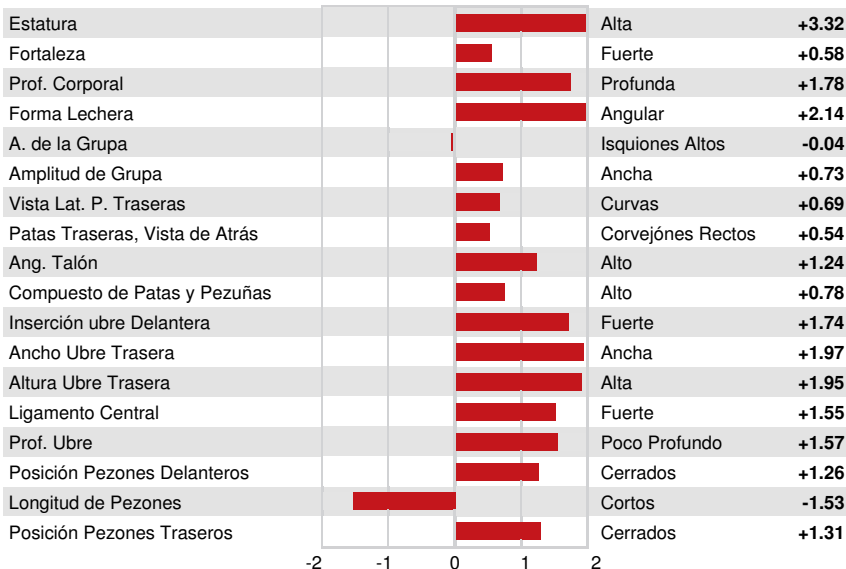 Estatura Alta +3.32
Fortaleza Fuerte +0.58
Prof. Corporal Profunda +1.78
Forma Lechera Angular +2.14
A. de la Grupa Isquiones Altos -0.04
Amplitud de Grupa Ancha +0.73
Vista Lat. P. Traseras Curvas +0.69
Patas Traseras, Vista de Atrás Corvejónes Rectos +0.54
Ang. Talón Alto +1.24
Compuesto de Patas y Pezuñas Alto +0.78
Inserción ubre Delantera Fuerte +1.74
Ancho Ubre Trasera Ancha +1.97
Altura Ubre Trasera Alta +1.95
Ligamento Central Fuerte +1.55
Prof. Ubre Poco Profundo +1.57
Posición Pezones Delanteros Cerrados +1.26
Longitud de Pezones Cortos -1.53
Posición Pezones Traseros Cerrados +1.31
-2 -1 0 1 2